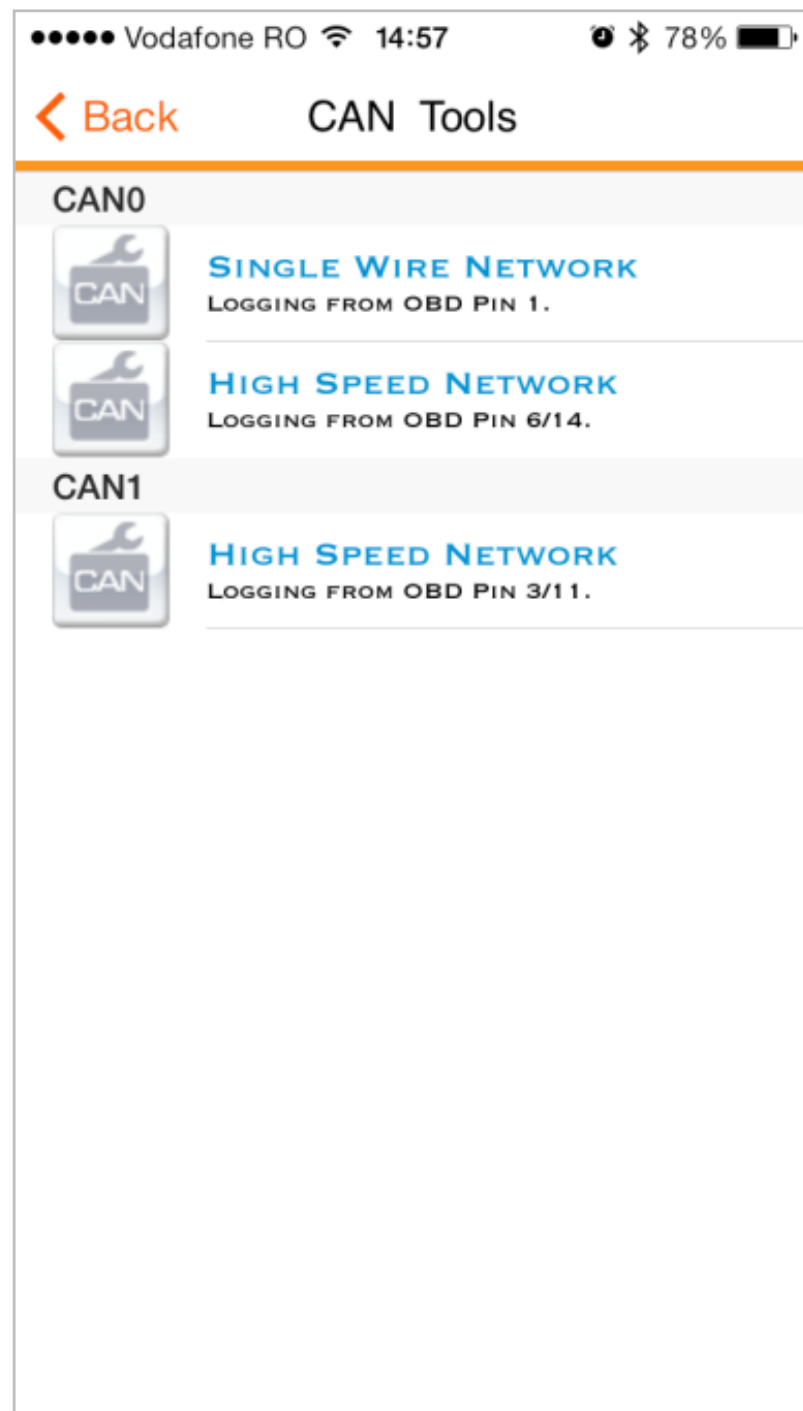 Vodafone RO 14:57 78%
Back CAN Tools
CAN0
CAN
SINGLE WIRE NETWORK
LOGGING FROM OBD PIN 1.
CAN
HIGH SPEED NETWORK
LOGGING FROM OBD PIN 6/14.
CAN1
CAN
HIGH SPEED NETWORK
LOGGING FROM OBD PIN 3/11.